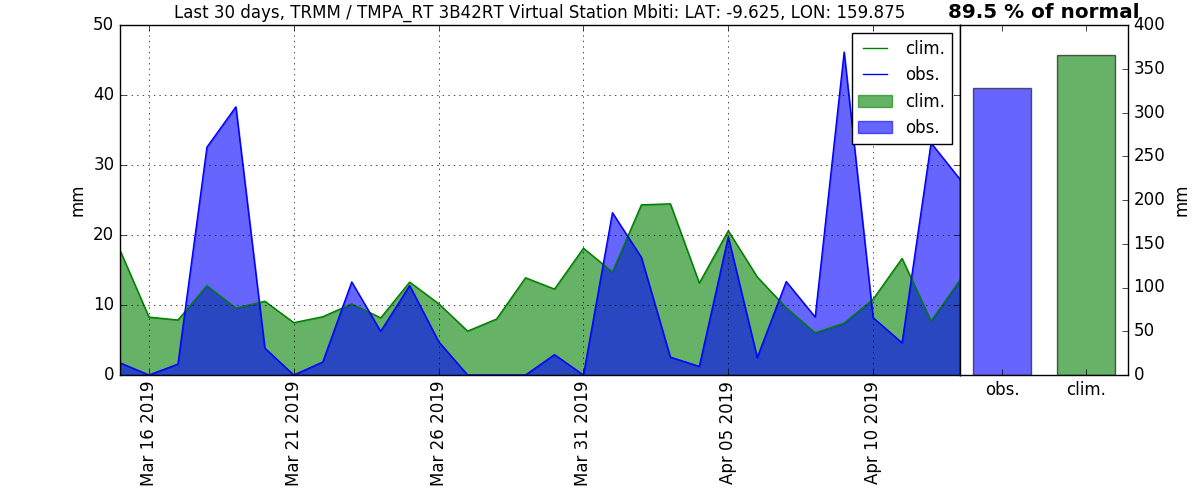 Last 30 days, TRMM / TMPA_RT 3B42RT Virtual Station Mbiti: LAT: -9.625, LON: 159.875
89.5 % of normal
50
40
30
20
10
0
mm
clim.
obs.
clim.
obs.
400
350
300
250
200
150
100
50
0
mm
Mar 16 2019
Mar 21 2019
Mar 26 2019
Mar 31 2019
Apr 05 2019
Apr 10 2019
obs.
clim.